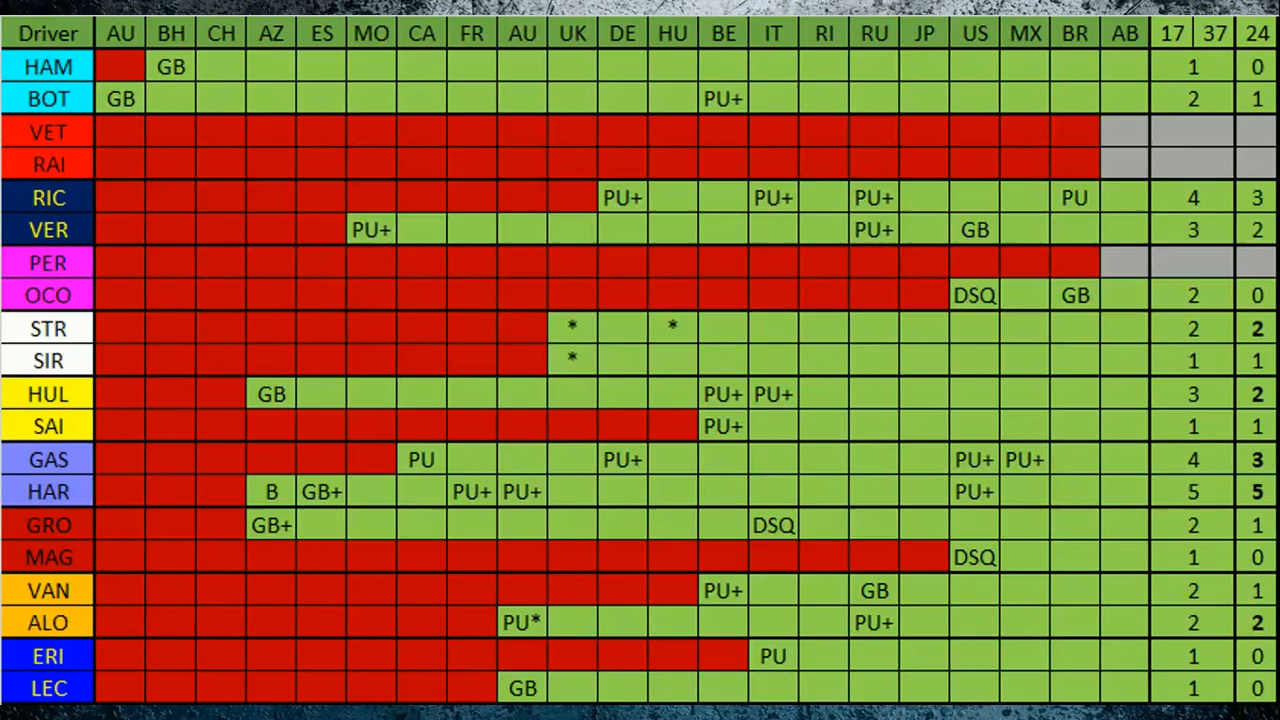 Driver AU BH CH AZ ES MO CA FR AU UK DE HU BE IT RI RU JP US MX BR AB 17 37 24
HAM GB 1 0
BOT GB PU+ 2 1
VET
RAI
RIC PU+ PU+ PU+ PU 4 3
VER PU+ PU+ GB 3 2
PER
OCO DSQ GB 2 0
STR * * 2 2
SIR * 1 1
HUL GB PU+ PU+ 3 2
SAI PU+ 1 1
GAS PU PU+ PU+ PU+ 4 3
HAR B GB+ PU+ PU+ PU+ 5 5
GRO GB+ DSQ 2 1
MAG DSQ 1 0
VAN PU+ GB 2 1
ALO PU* PU+ 2 2
ERI PU 1 0
LEC GB 1 0